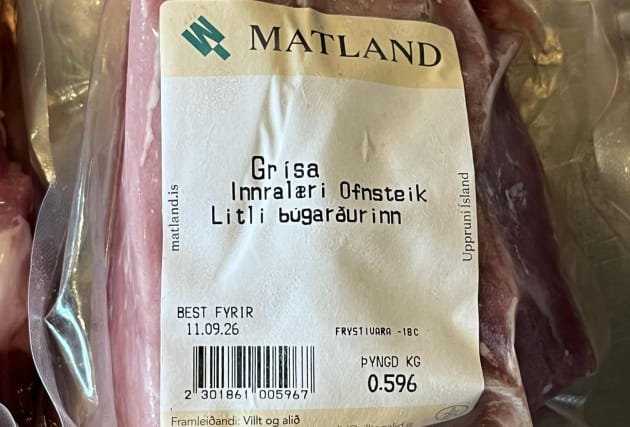 MATLAND
Grísa
Innralæri Ofnsteik
Litli búgarðurinn
matland.is
Uppruni Ísland
BEST FYRIR
11.09.26
FRYSTIVARA -18C
ÞYNGD KG
0.596
2 301861 005967
Framleiðandi: Villt og alið